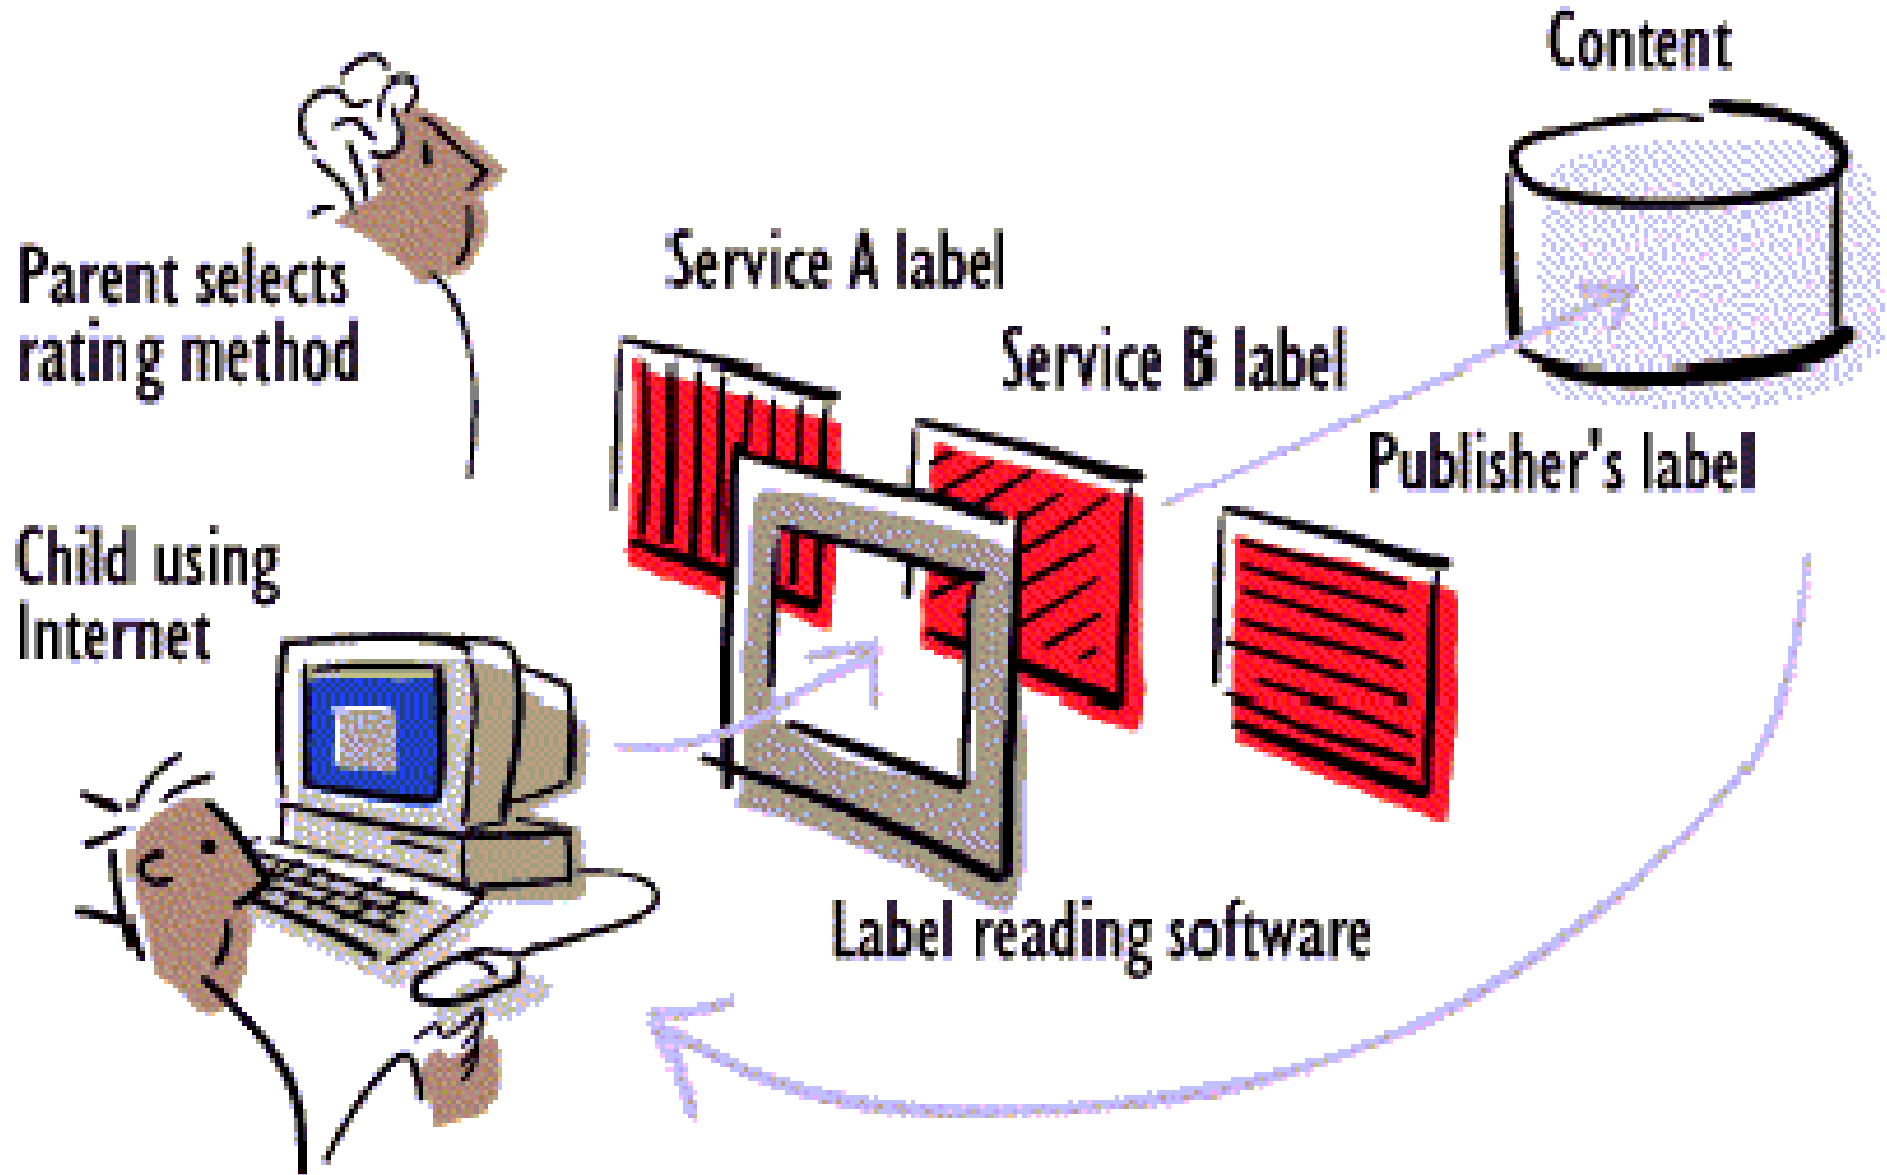 Content
Parent selects
rating method
Service A label
Service B label
Publisher's label
Child using
Internet
Label reading software